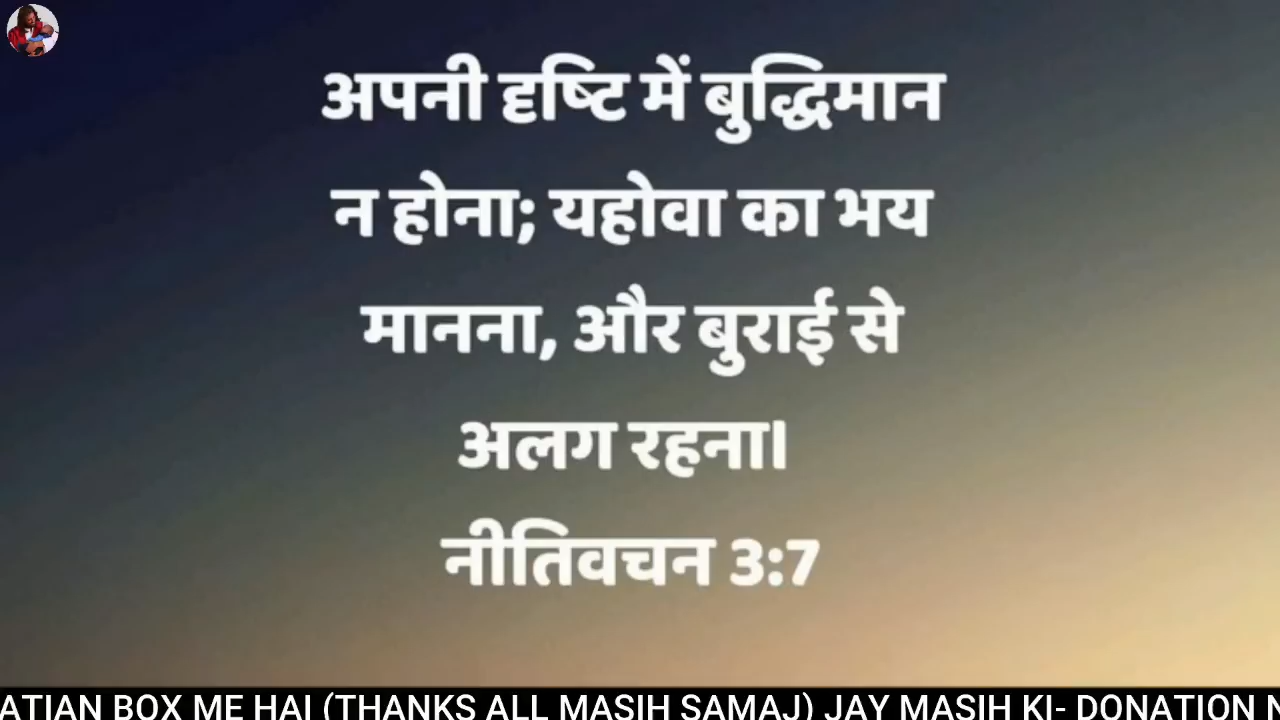 अपनी दृष्टि में बुद्धिमान
न होना; यहोवा का भय
मानना, और बुराई से
अलग रहना।
नीतिवचन 3:7
ATIAN BOX ME HAI (THANKS ALL MASIH SAMAJ) JAY MASIH KI- DONATION N